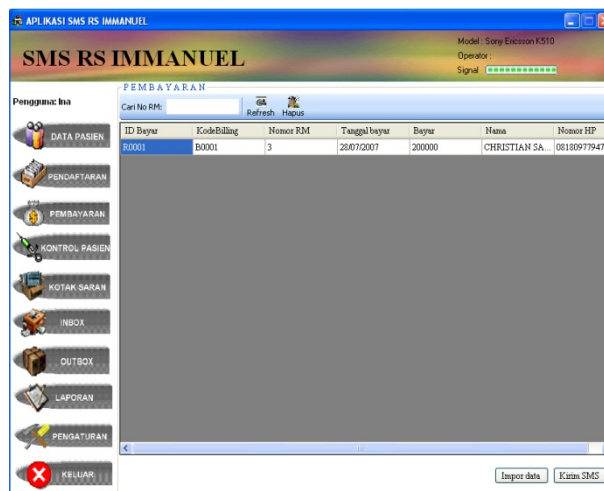 APLIKASI SMS RS IMMANUEL
SMS RS IMMANUEL
Model : Sony Ericsson K510
Operator :
Signal
Pengguna: Ina
PEMBAYARAN
Cari No RM:
Refresh Hapus
ID Bayar KodeBilling Nomor RM Tanggal bayar Bayar Nama Nomor HP
R0001 B0001 3 28/07/2007 200000 CHRISTIAN SA... 08180977947
DATA PASIEN
PENDAFTARAN
PEMBAYARAN
KONTROL PASIEN
KOTAK SARAN
INBOX
OUTBOX
LAPORAN
PENGATURAN
KELUAR
Impor data Kirim SMS